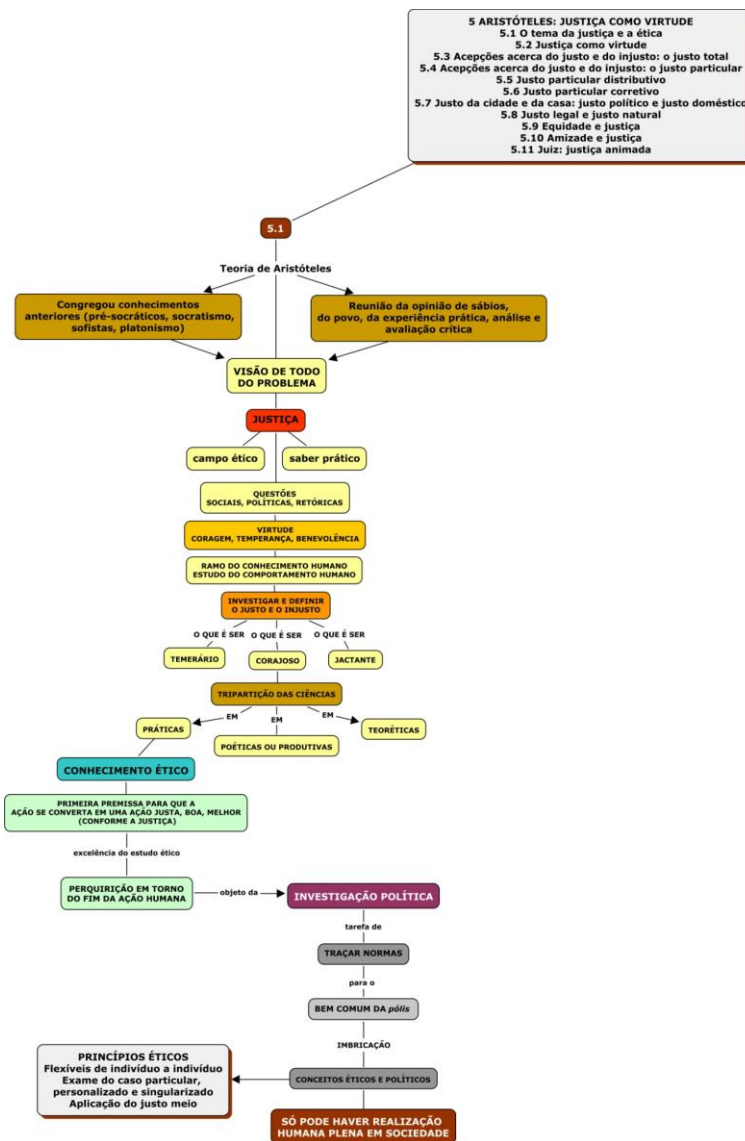 5 ARISTÓTELES: JUSTIÇA COMO VIRTUDE
5.1 O tema da justiça e a ética
5.2 Justiça como virtude
5.3 Acepções acerca do justo e do injusto: o justo total
5.4 Acepções acerca do justo e do injusto: o justo particular
5.5 Justo particular distributivo
5.6 Justo particular corretivo
5.7 Justo da cidade e da casa: justo político e justo doméstico
5.8 Justo legal e justo natural
5.9 Equidade e justiça
5.10 Amizade e justiça
5.11 Juiz: justiça animada
5.1
Teoria de Aristóteles
Congregou conhecimentos
anteriores (pré-socráticos, socratismo,
sofistas, platonismo)
Reunião da opinião de sábios,
do povo, da experiência prática, análise e
avaliação crítica
VISÃO DE TODO
DO PROBLEMA
JUSTIÇA
campo ético
saber prático
QUESTÕES
SOCIAIS, POLÍTICAS, RETÓRICAS
VIRTUDE
CORAGEM, TEMPERANÇA, BENEVOLÊNCIA
RAMO DO CONHECIMENTO HUMANO
ESTUDO DO COMPORTAMENTO HUMANO
INVESTIGAR E DEFINIR
O JUSTO E O INJUSTO
O QUE É SER
O QUE É SER
O QUE É SER
TEMERÁRIO
CORAJOSO
JACTANTE
TRIPARTIÇÃO DAS CIÊNCIAS
EM
EM
EM
PRÁTICAS
POÉTICAS OU PRODUTIVAS
TEORÉTICAS
CONHECIMENTO ÉTICO
PRIMEIRA PREMISSA PARA QUE A
AÇÃO SE CONVERTA EM UMA AÇÃO JUSTA, BOA, MELHOR
(CONFORME A JUSTIÇA)
excelência do estudo ético
PERQUIRIÇÃO EM TORNO
DO FIM DA AÇÃO HUMANA
objeto da
INVESTIGAÇÃO POLÍTICA
tarefa de
TRAÇAR NORMAS
para o
BEM COMUM DA pólis
IMBRICAÇÃO
CONCEITOS ÉTICOS E POLÍTICOS
PRINCÍPIOS ÉTICOS
Flexíveis de indivíduo a indivíduo
Exame do caso particular,
personalizado e singularizado
Aplicação do justo meio
SÓ PODE HAVER REALIZAÇÃO
HUMANA PLENA EM SOCIEDADE